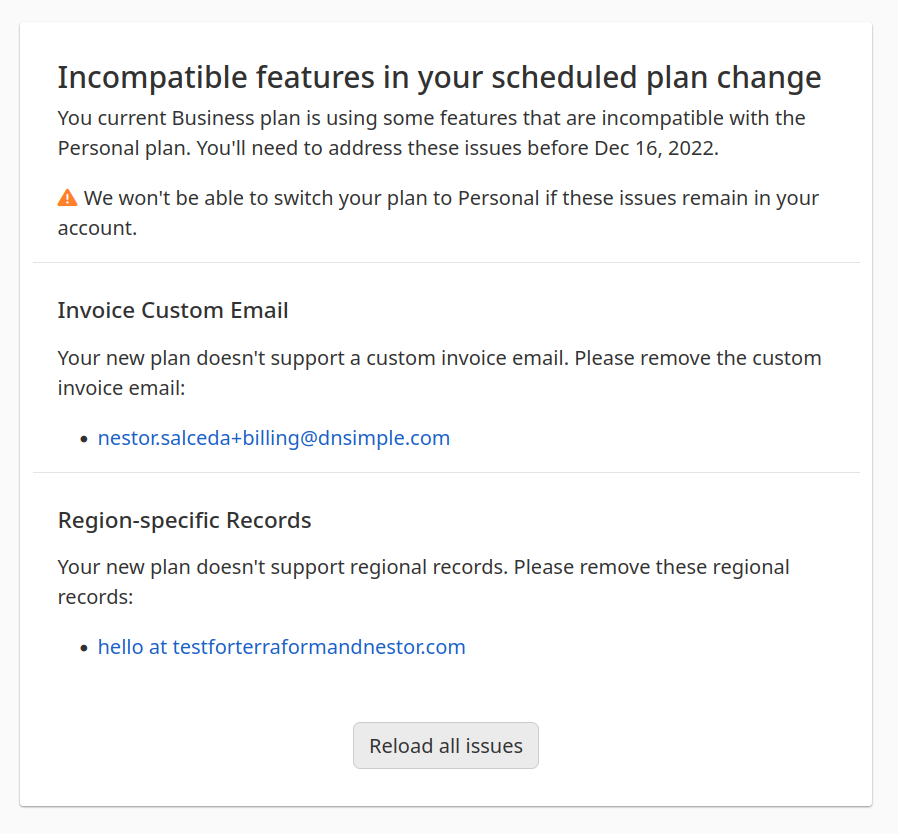 Incompatible features in your scheduled plan change
You current Business plan is using some features that are incompatible with the
Personal plan. You'll need to address these issues before Dec 16, 2022.
We won't be able to switch your plan to Personal if these issues remain in your
account.
Invoice Custom Email
Your new plan doesn't support a custom invoice email. Please remove the custom
invoice email:
• nestor.salceda+billing@dnsimple.com
Region-specific Records
Your new plan doesn't support regional records. Please remove these regional
records:
• hello at testforterraformandnestor.com
Reload all issues